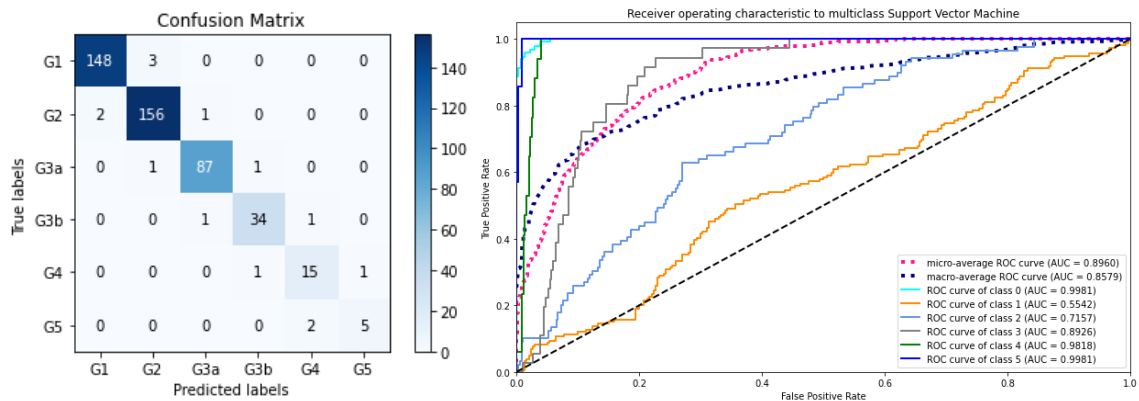 Confusion Matrix
True labels
G1 148 3 0 0 0 0
G2 2 156 1 0 0 0
G3a 0 1 87 1 0 0
G3b 0 0 1 34 1 0
G4 0 0 0 1 15 1
G5 0 0 0 0 2 5
G1 G2 G3a G3b G4 G5
Predicted labels
140
120
100
80
60
40
20
0
Receiver operating characteristic to multiclass Support Vector Machine
True Positive Rate
1.0
0.8
0.6
0.4
0.2
0.0
0.0 0.2 0.4 0.6 0.8 1.0
False Positive Rate
micro-average ROC curve (AUC = 0.8960)
macro-average ROC curve (AUC = 0.8579)
ROC curve of class 0 (AUC = 0.9981)
ROC curve of class 1 (AUC = 0.5542)
ROC curve of class 2 (AUC = 0.7157)
ROC curve of class 3 (AUC = 0.8926)
ROC curve of class 4 (AUC = 0.9818)
ROC curve of class 5 (AUC = 0.9981)